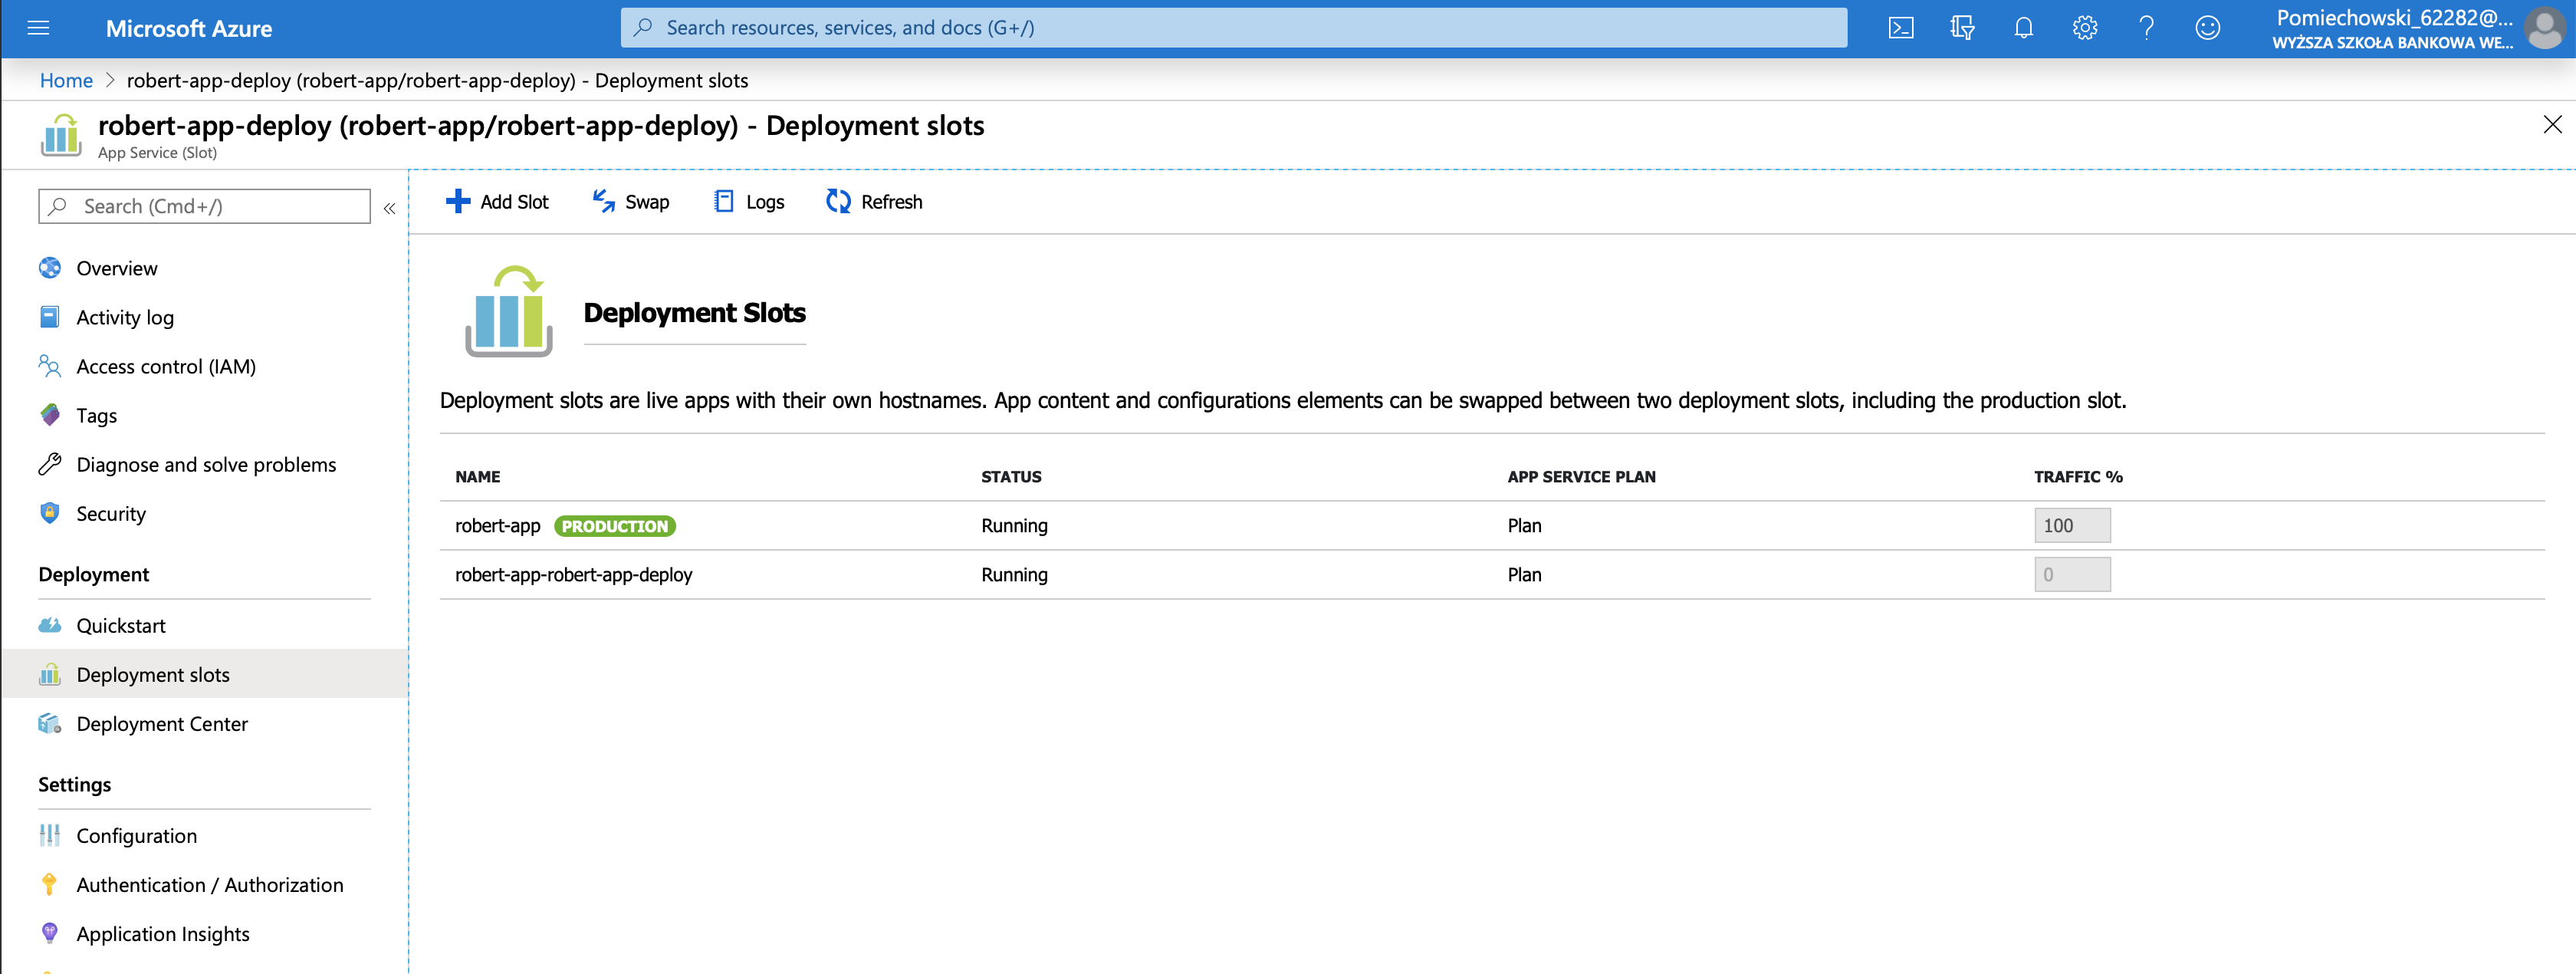 Microsoft Azure
Search resources, services, and docs (G+/)
Pomiechowski_62282@...
WYŻSZA SZKOŁA BANKOWA WE...
Home > robert-app-deploy (robert-app/robert-app-deploy) - Deployment slots
robert-app-deploy (robert-app/robert-app-deploy) - Deployment slots
App Service (Slot)
Search (Cmd+/)
Overview
Activity log
Access control (IAM)
Tags
Diagnose and solve problems
Security
Deployment
Quickstart
Deployment slots
Deployment Center
Settings
Configuration
Authentication / Authorization
Application Insights
Add Slot Swap Logs Refresh
Deployment Slots
Deployment slots are live apps with their own hostnames. App content and configurations elements can be swapped between two deployment slots, including the production slot.
NAME STATUS APP SERVICE PLAN TRAFFIC %
robert-app PRODUCTION Running Plan 100
robert-app-robert-app-deploy Running Plan 0